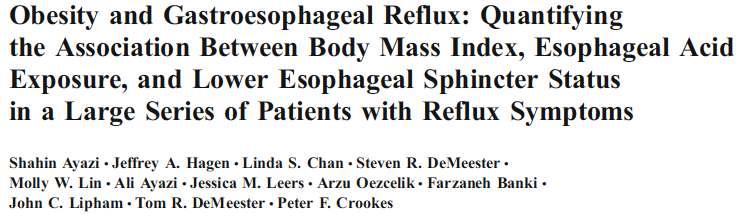 Obesity and Gastroesophageal Reflux: Quantifying
the Association Between Body Mass Index, Esophageal Acid
Exposure, and Lower Esophageal Sphincter Status
in a Large Series of Patients with Reflux Symptoms
Shahin Ayazi • Jeffrey A. Hagen • Linda S. Chan • Steven R. DeMeester •
Molly W. Lin • Ali Ayazi • Jessica M. Leers • Arzu Oezcelik • Farzaneh Banki •
John C. Lipham • Tom R. DeMeester • Peter F. Crookes